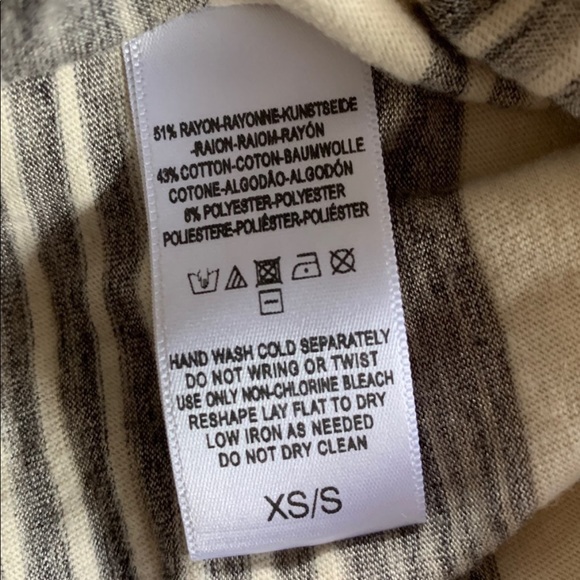 51% RAYON-RAYONNE-KUNSTSEIDE
-RAION-RAIOM-RAYÓN
43% COTTON-COTON-BAUMWOLLE
COTONE-ALGODÃO-ALGODÓN
6% POLYESTER-POLYESTER
POLIESTERE-POLIÉSTER-POLIÉSTER
HAND WASH COLD SEPARATELY
DO NOT WRING OR TWIST
USE ONLY NON-CHLORINE BLEACH
RESHAPE LAY FLAT TO DRY
LOW IRON AS NEEDED
DO NOT DRY CLEAN
XS/S